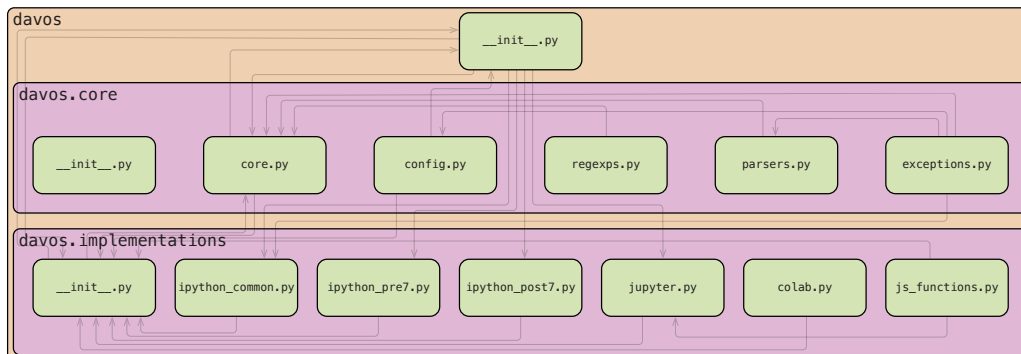 davos
__init__.py
davos.core
__init__.py
core.py
config.py
regexps.py
parsers.py
exceptions.py
davos.implementations
__init__.py
ipython_common.py
ipython_pre7.py
ipython_post7.py
jupyter.py
colab.py
js_functions.py